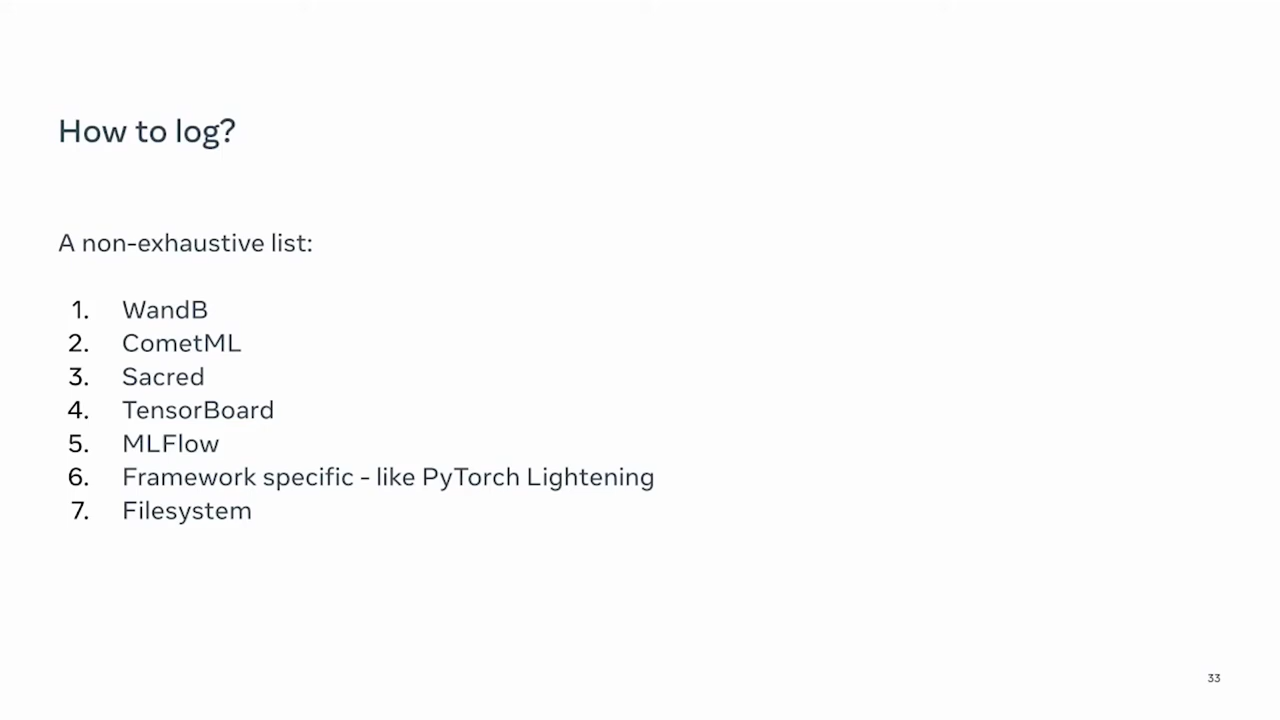 How to log?
A non-exhaustive list:
1. WandB
2. CometML
3. Sacred
4. TensorBoard
5. MLFlow
6. Framework specific - like PyTorch Lightening
7. Filesystem
33